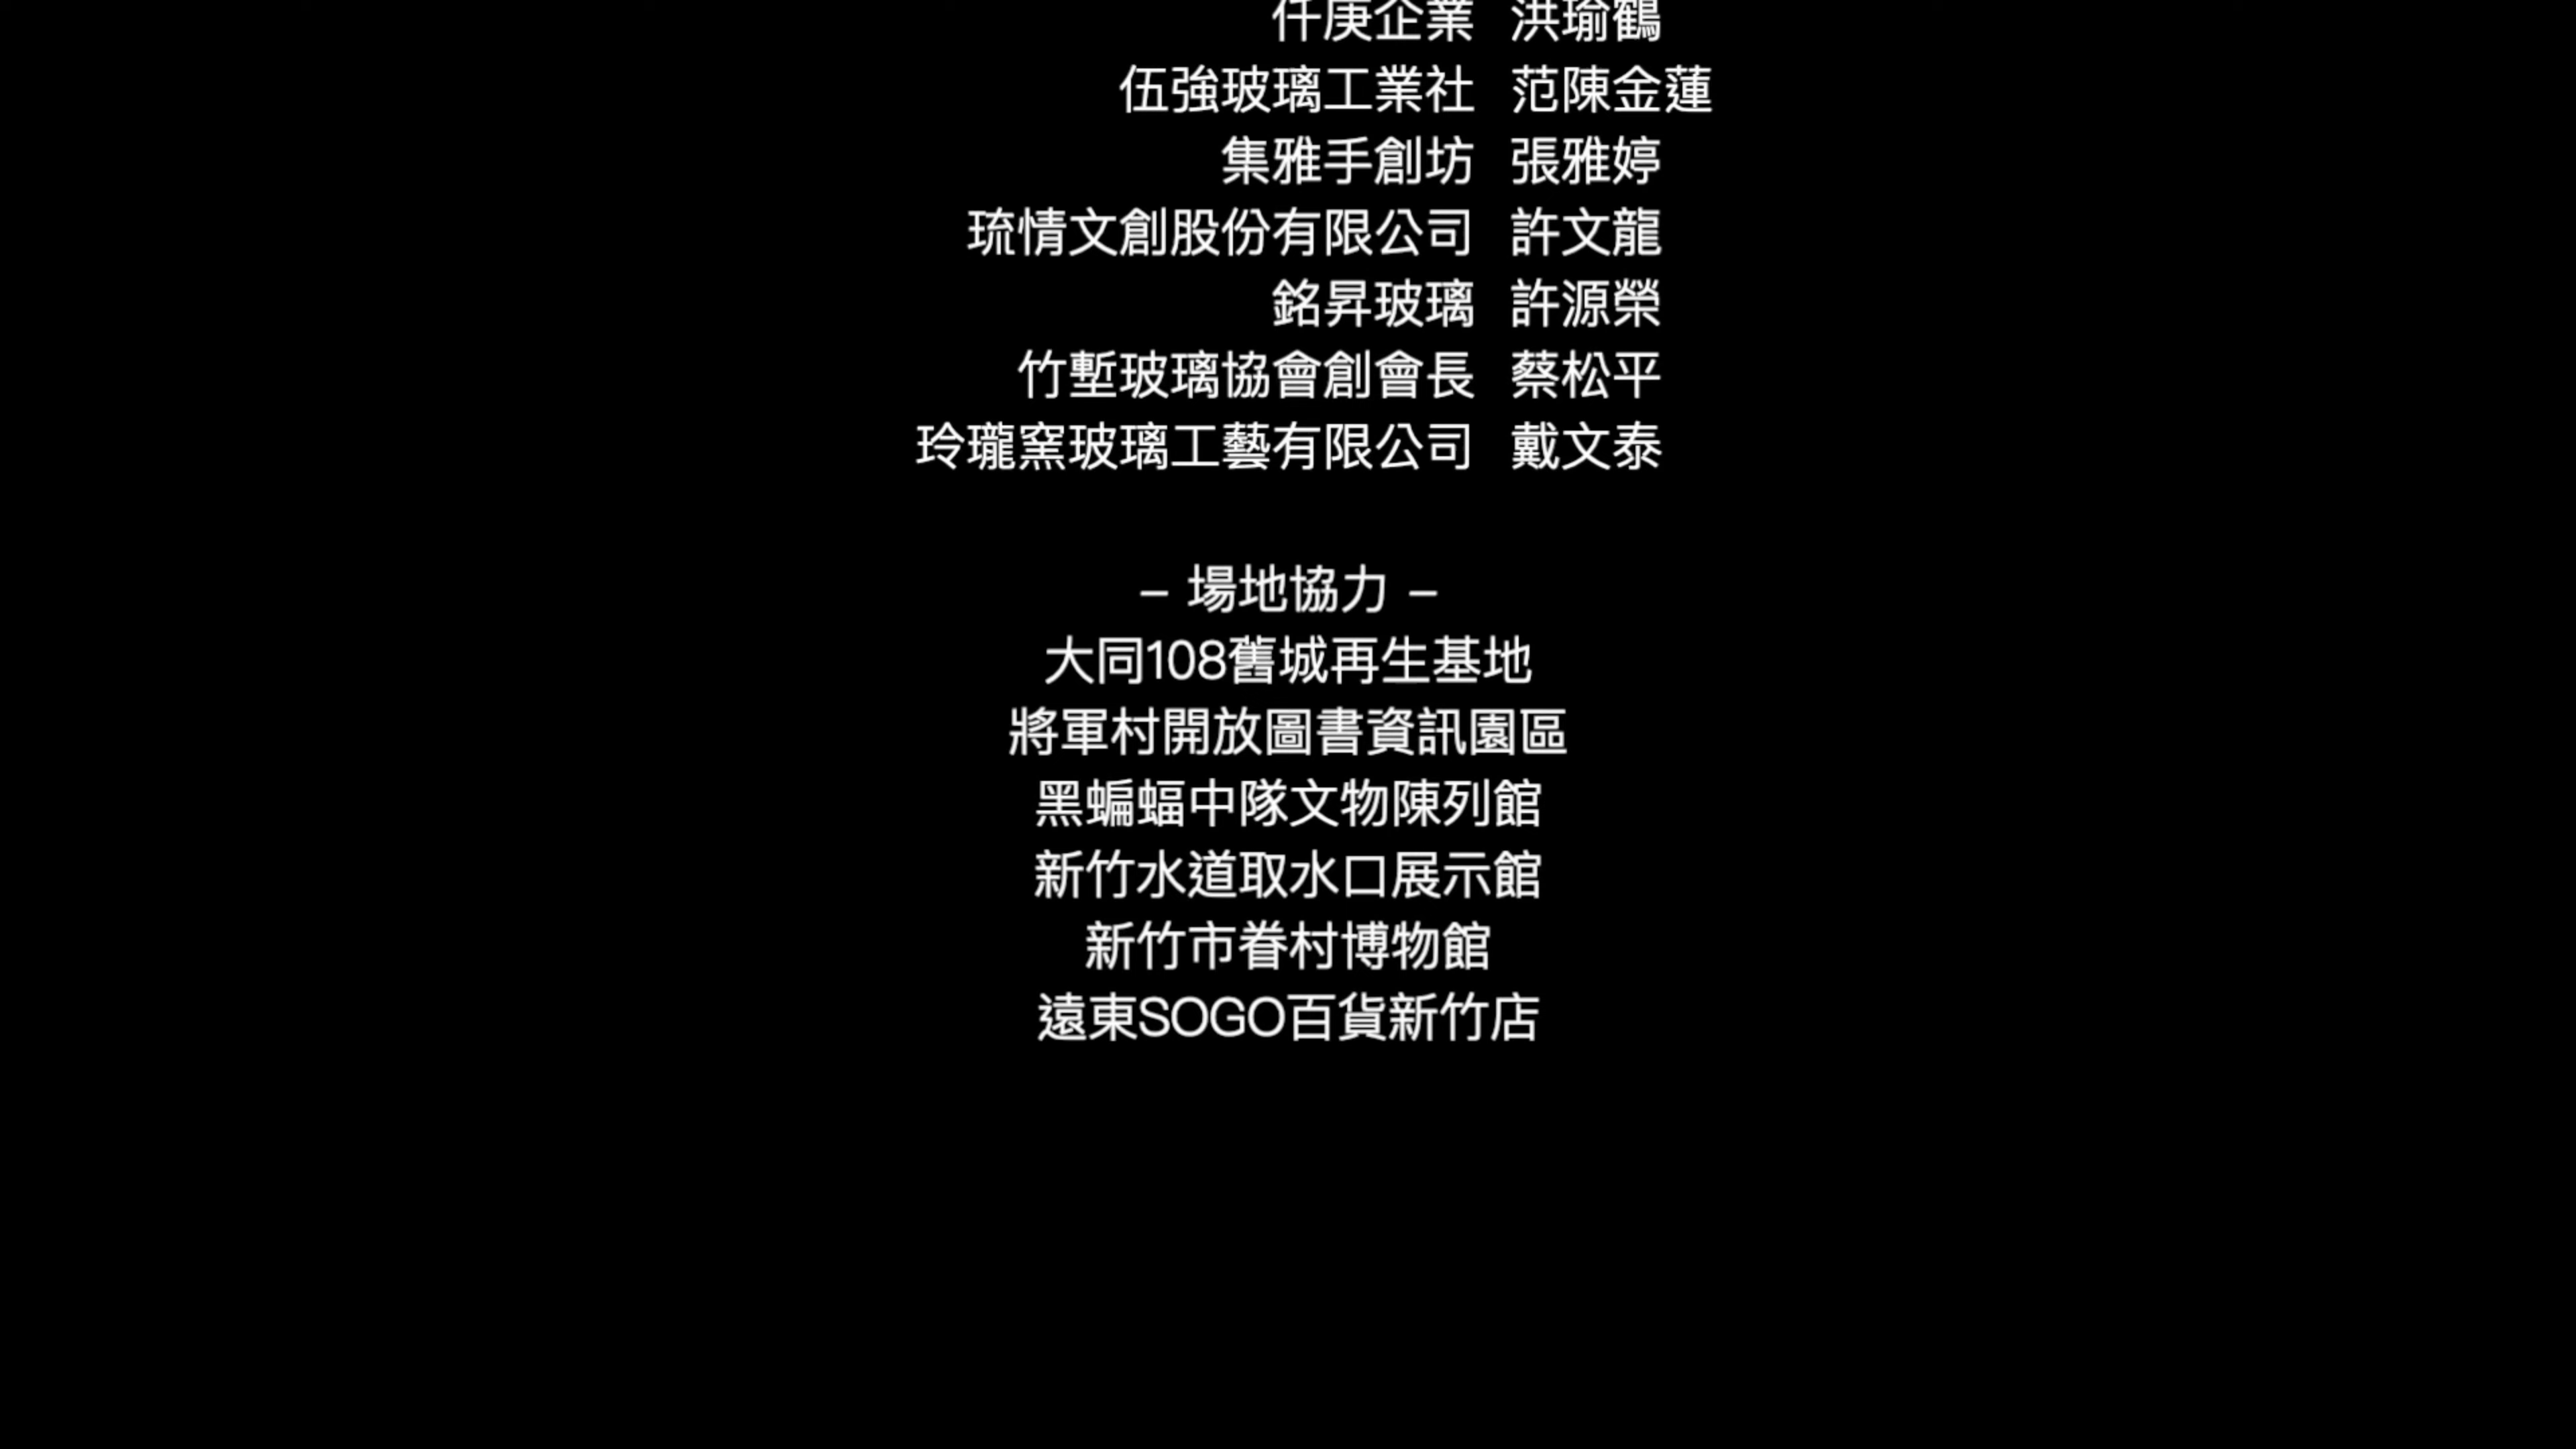 仟庚企業 洪瑜鶴
伍強玻璃工業社 范陳金蓮
集雅手創坊 張雅婷
琉情文創股份有限公司 許文龍
銘昇玻璃 許源榮
竹塹玻璃協會創會長 蔡松平
玲瓏窯玻璃工藝有限公司 戴文泰
– 場地協力 –
大同108舊城再生基地
將軍村開放圖書資訊園區
黑蝙蝠中隊文物陳列館
新竹水道取水口展示館
新竹市眷村博物館
遠東SOGO百貨新竹店